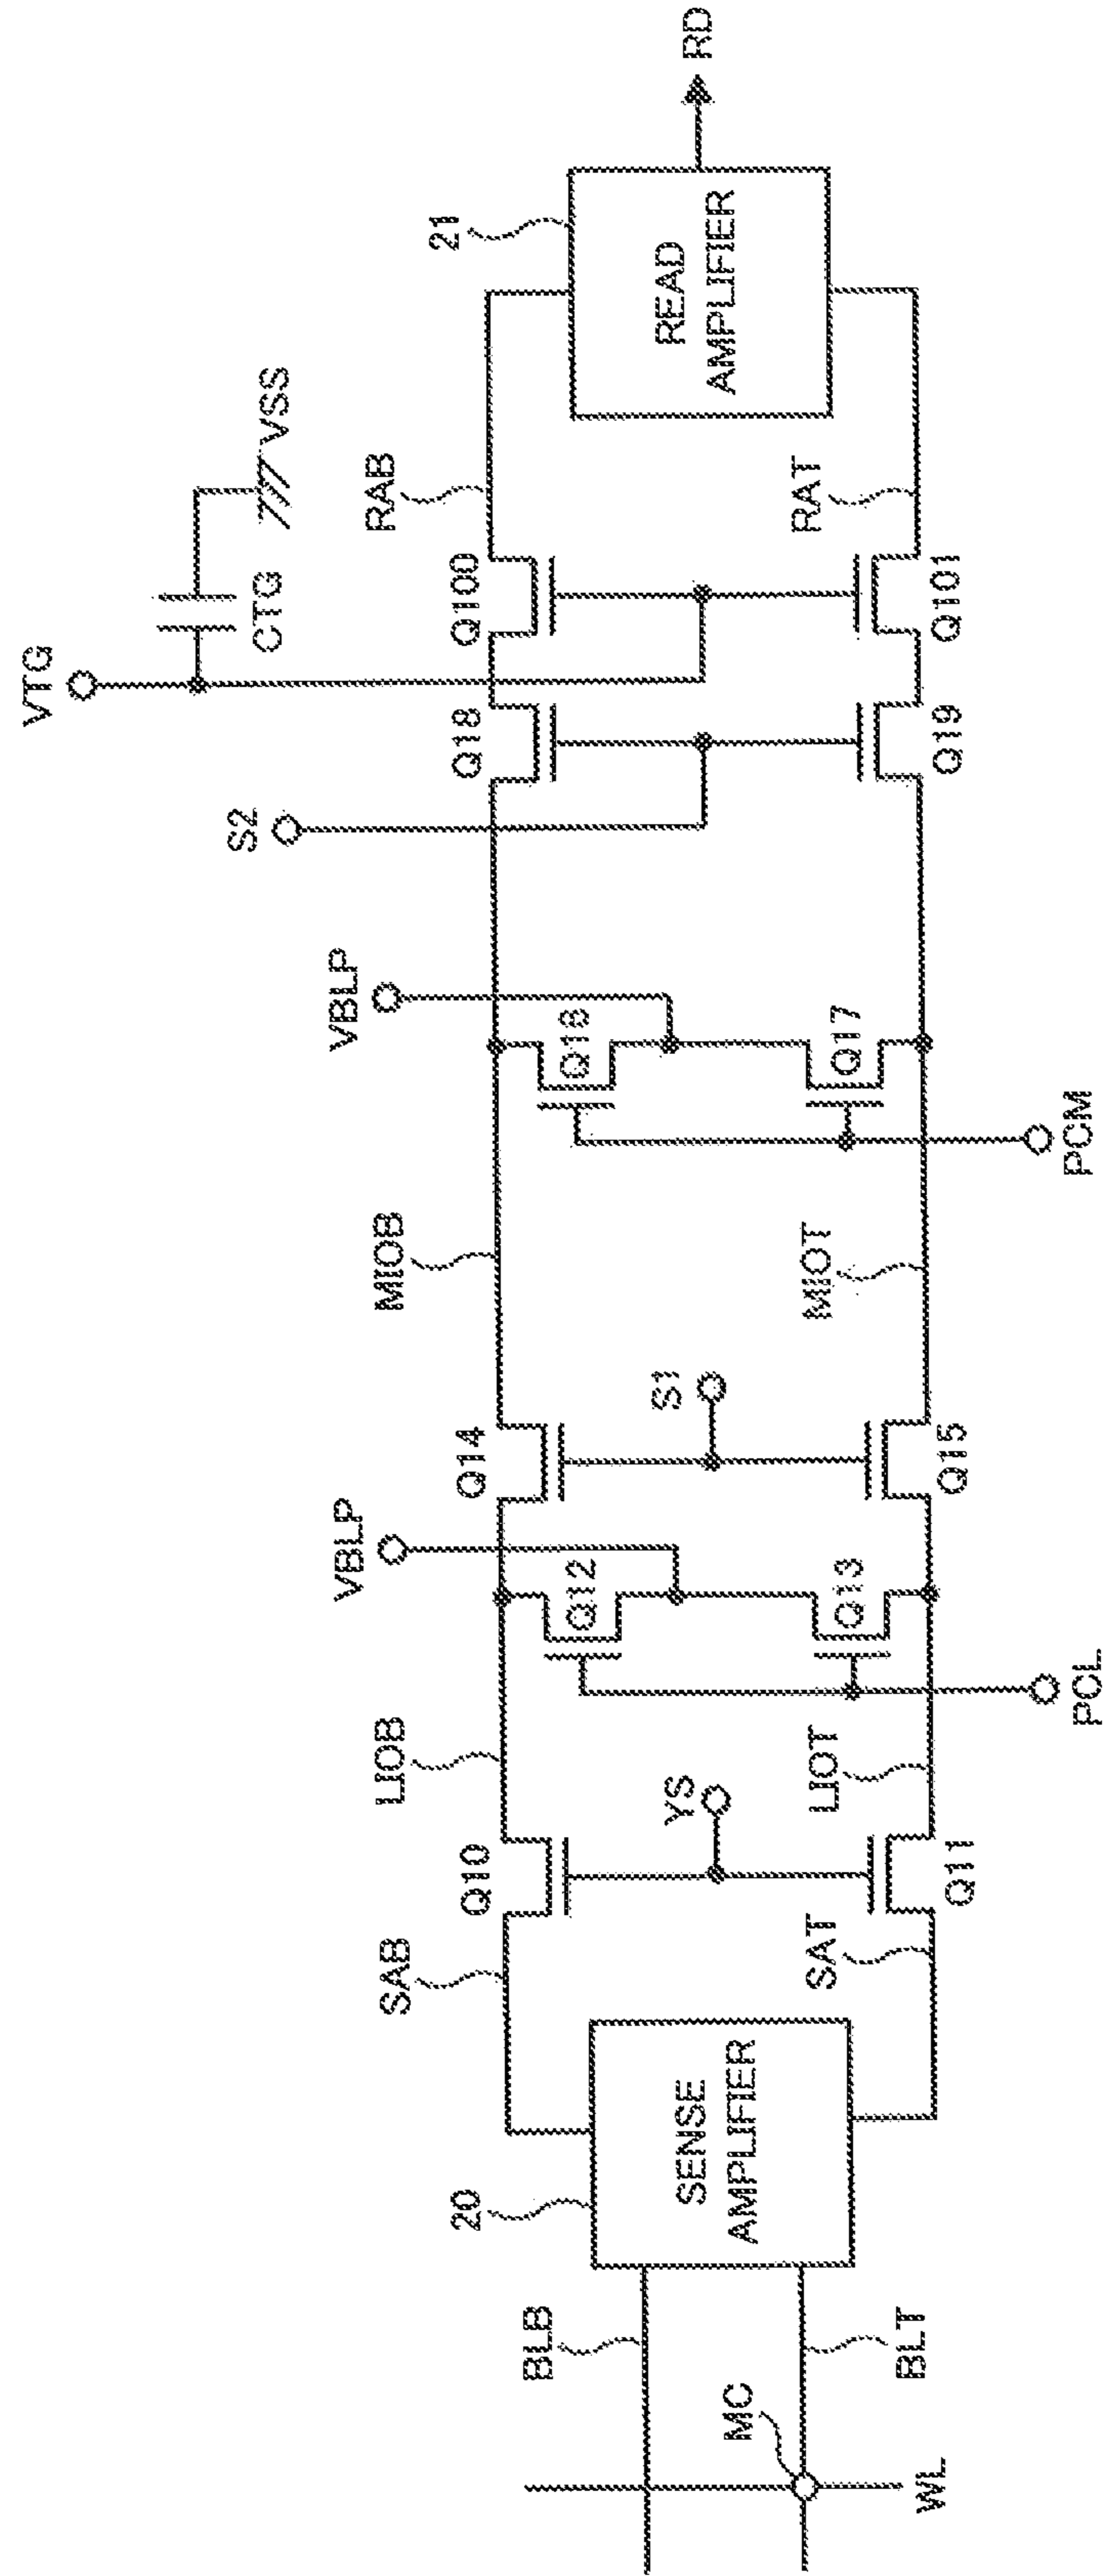 VTG
S2
CTG
VSS
VBLP
VBLP
SAB
LIOB
MIOB
RAB
20
Q10
Q14
Q18
Q100
21
BLB
Q12
Q16
SENSE
AMPLIFIER
YS
S1
READ
AMPLIFIER
RD
MC
SAT
LIOT
Q13
MIOT
Q17
RAT
BLT
WL
Q11
Q15
Q19
Q101
PCL
PCM